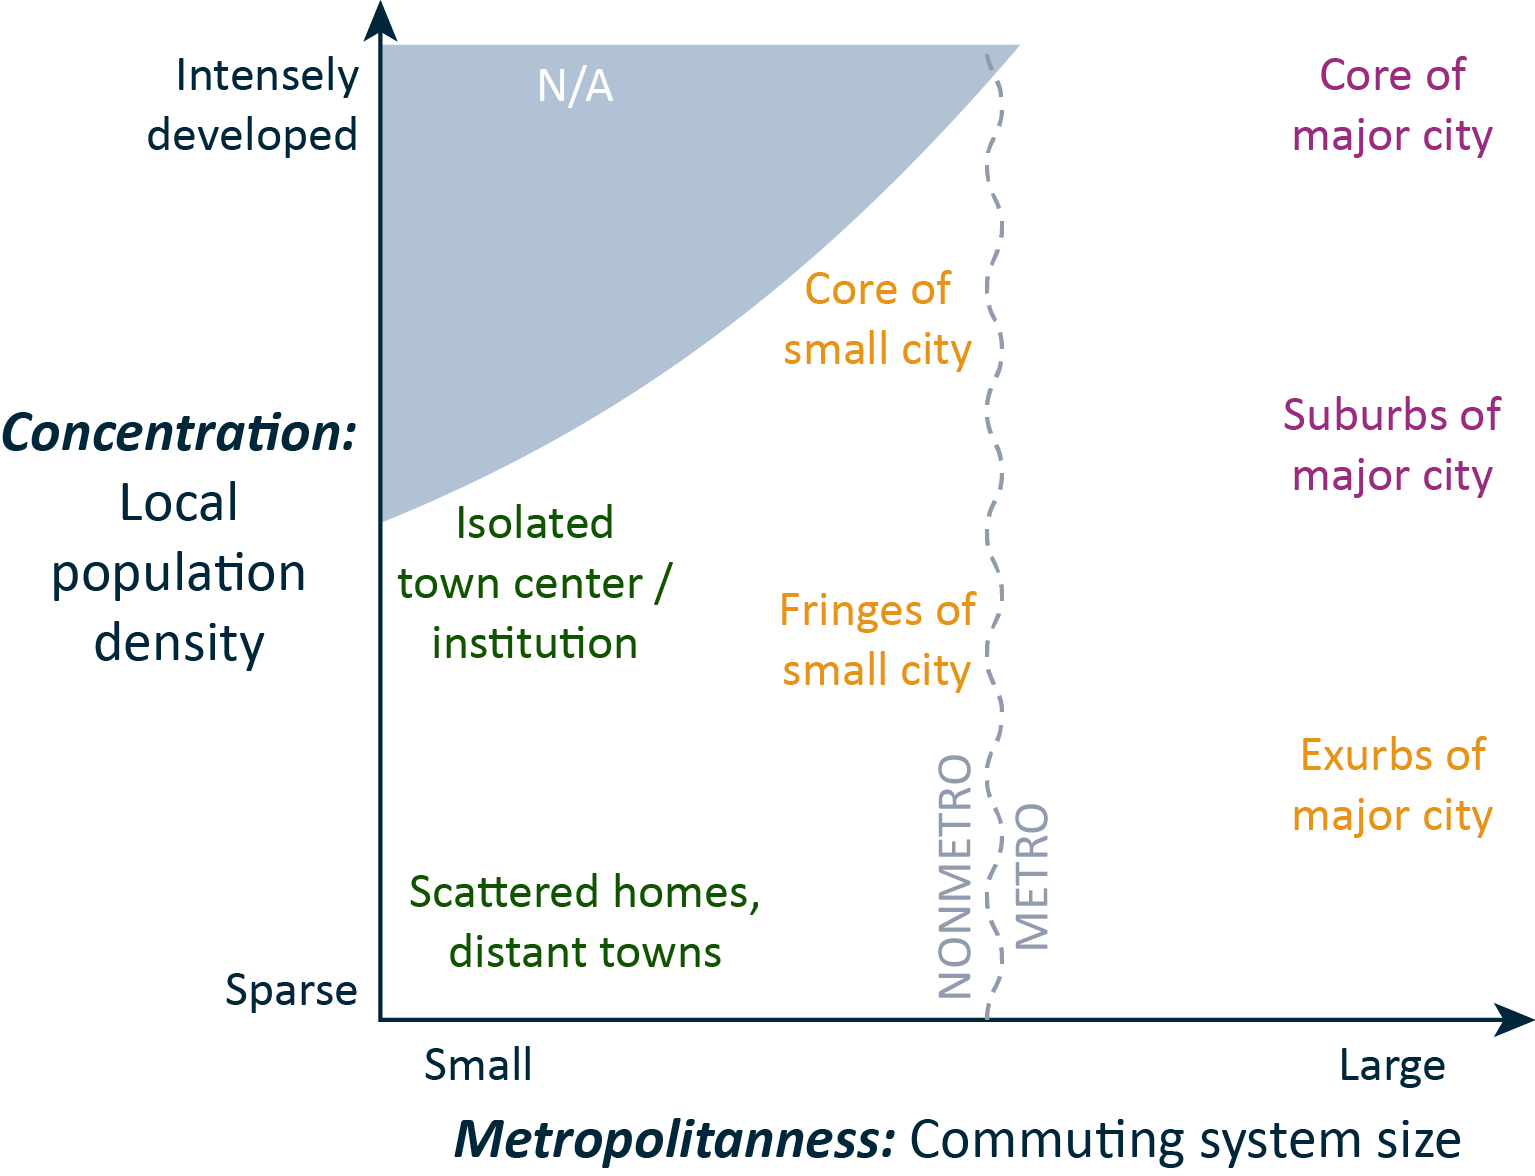 Intensely
developed
N/A
Core of
major city
Core of
small city
Concentration:
Local
population
density
Suburbs of
major city
Isolated
town center /
institution
Fringes of
small city
Exurbs of
major city
NONMETRO
METRO
Scattered homes,
distant towns
Sparse
Small
Large
Metropolitanness: Commuting system size